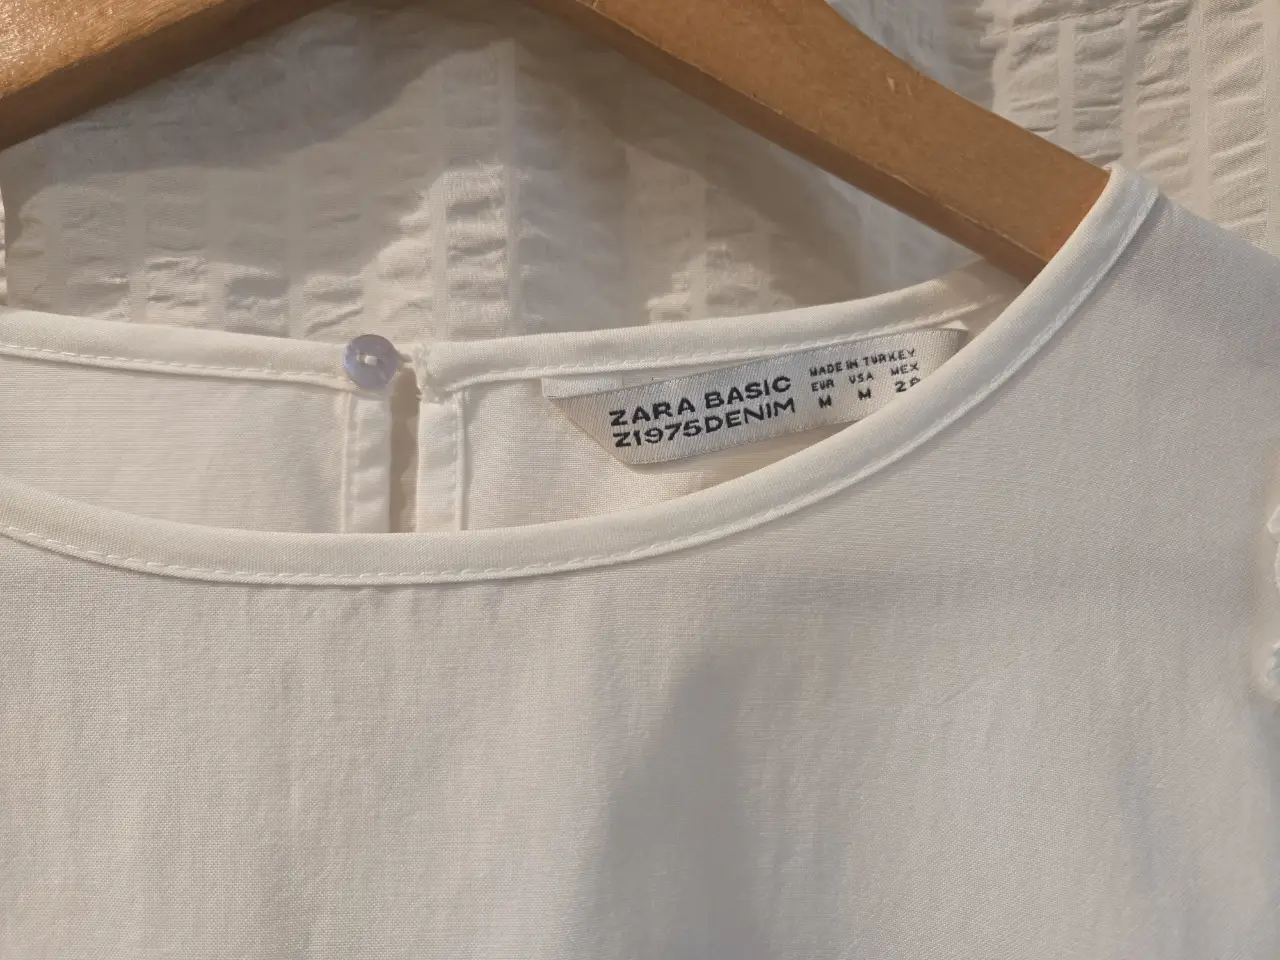 ZARA BASIC
Z1975DENIM
MADE IN TURKEY
EUR USA MEX
M M